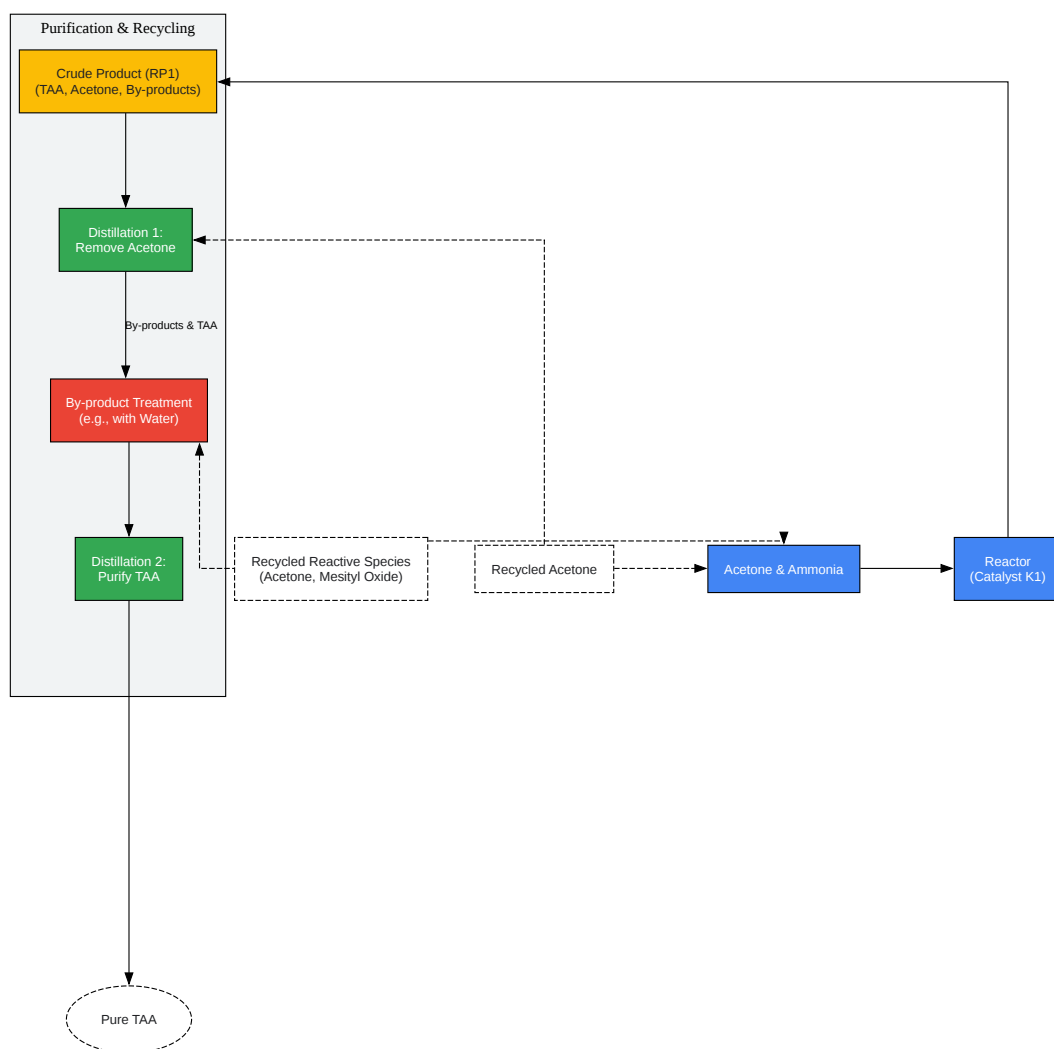 Purification & Recycling
Crude Product (RP1)
(TAA, Acetone, By-products)
Distillation 1:
Remove Acetone
By-products & TAA
By-product Treatment
(e.g., with Water)
Distillation 2:
Purify TAA
Recycled Reactive Species
(Acetone, Mesityl Oxide)
Recycled Acetone
Acetone & Ammonia
Reactor
(Catalyst K1)
Pure TAA